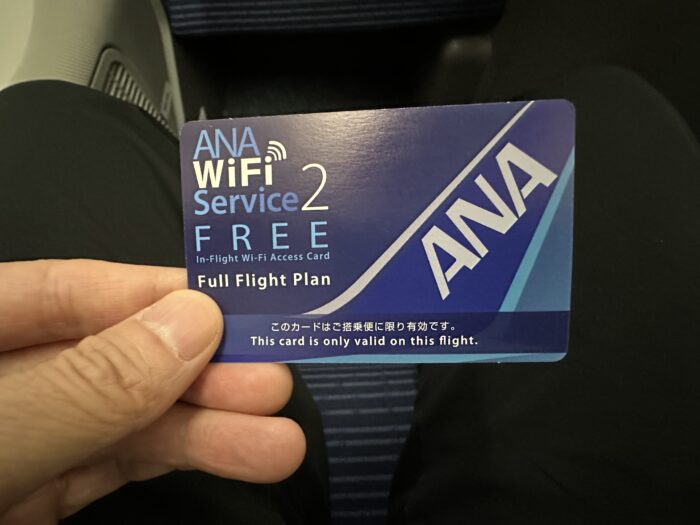 ANA
WiFi
Service 2
FREE
In-Flight Wi-Fi Access Card
Full Flight Plan
ANA
このカードはご搭乗便に限り有効です。
This card is only valid on this flight.